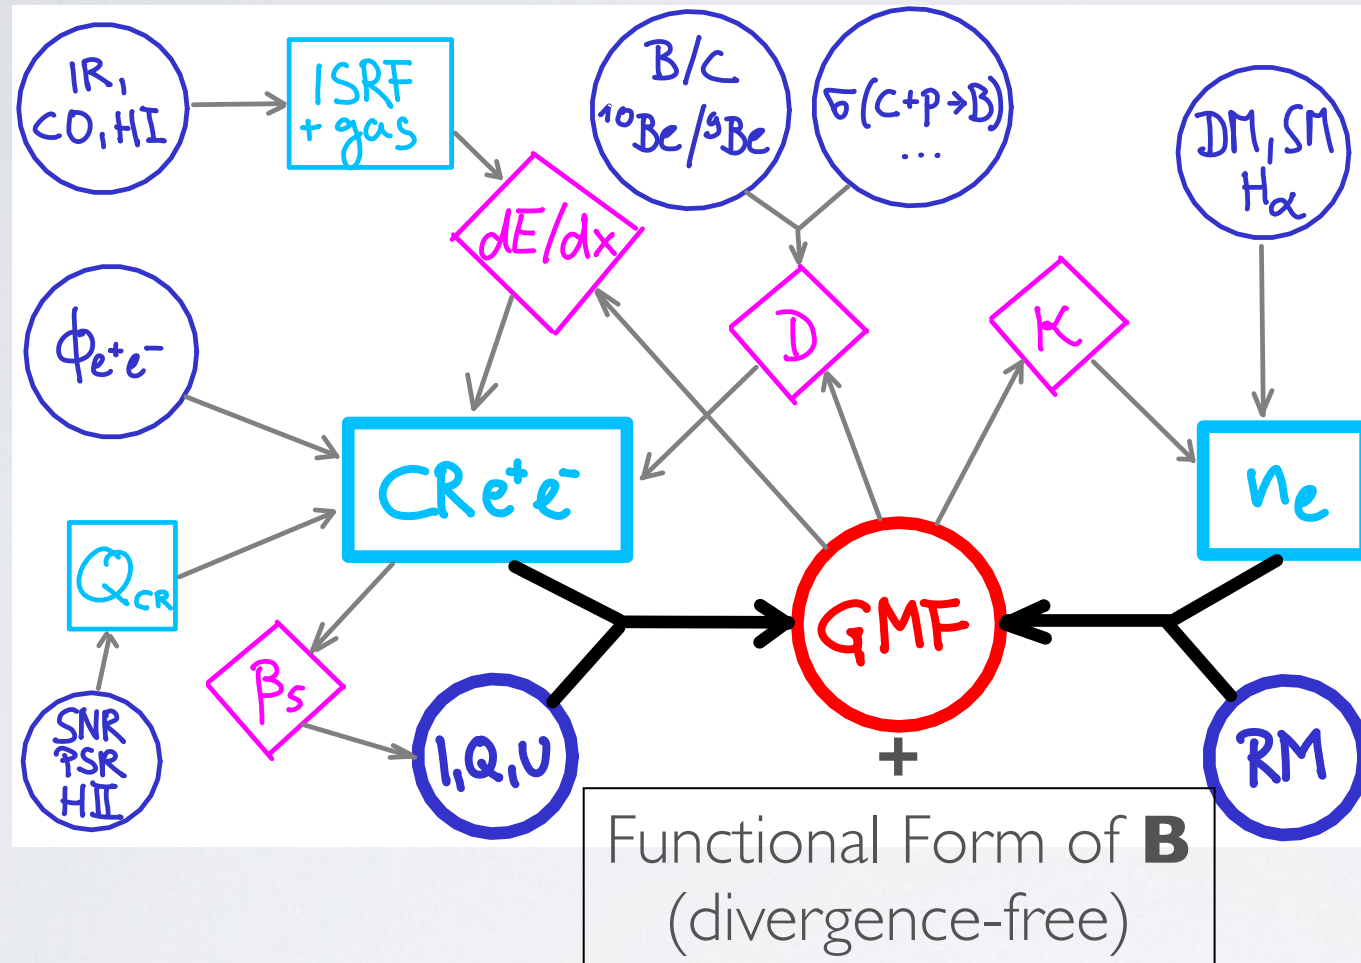 IR,
CO, HI
ISRF
+ gas
B/C
¹⁰Be/⁹Be
σ(C+p→B)
...
DM, SM
Hα
dE/dx
ϕe⁺e⁻
D
K
CRe⁺e⁻
nₑ
Q_CR
GMF
βs
SNR
PSR
HII
I,Q,U
RM
+
Functional Form of B
(divergence-free)